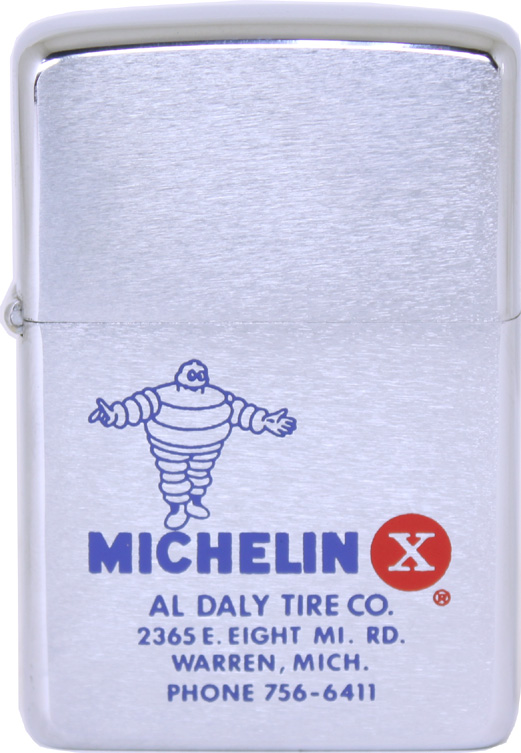 MICHELIN X ®
AL DALY TIRE CO.
2365 E. EIGHT MI. RD.
WARREN, MICH.
PHONE 756-6411